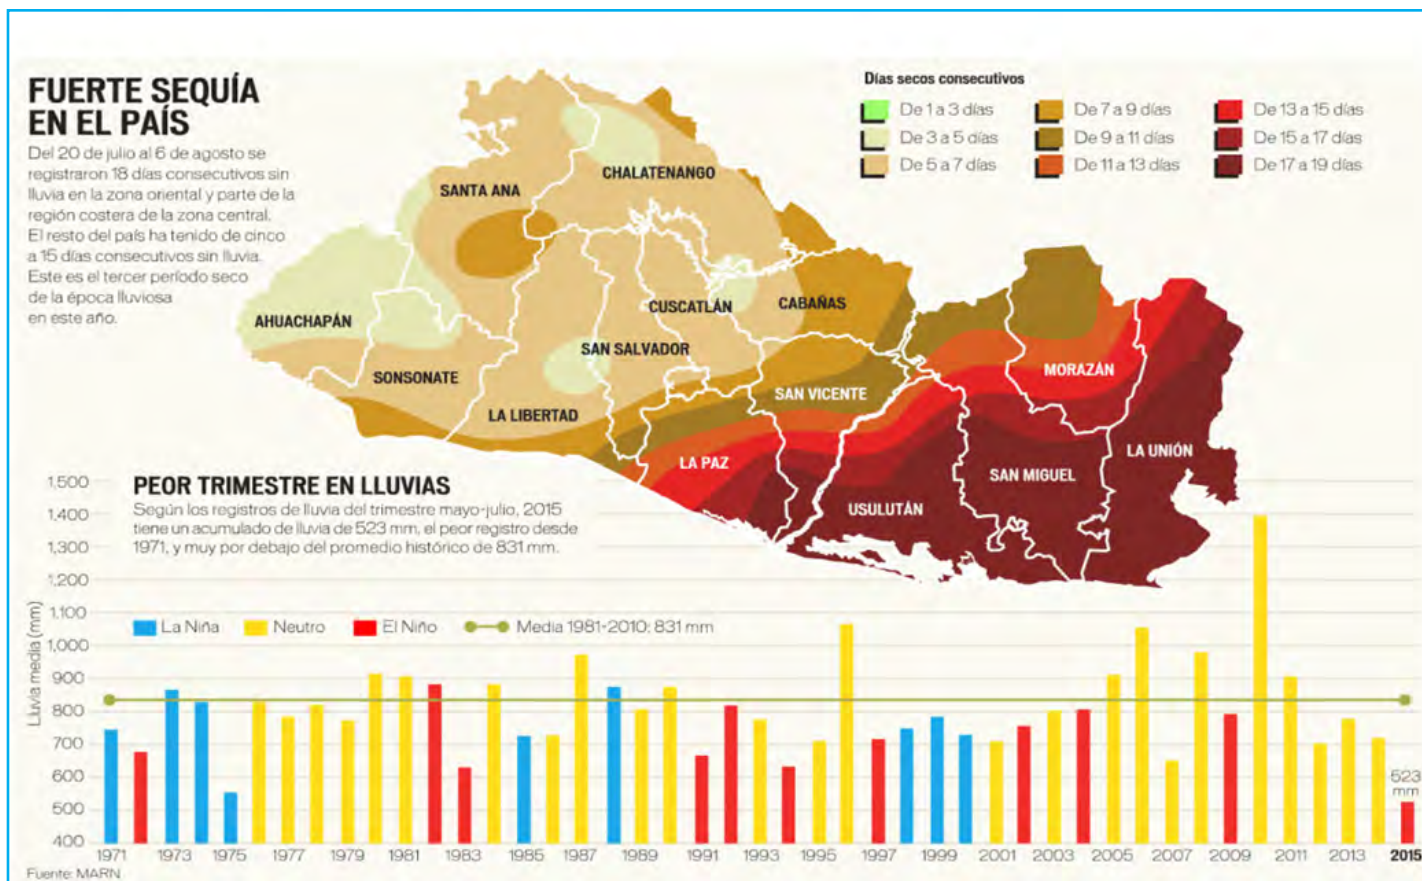 FUERTE SEQUÍA
EN EL PAÍS
Del 20 de julio al 6 de agosto se
registraron 18 días consecutivos sin
lluvia en la zona oriental y parte de la
región costera de la zona central.
El resto del país ha tenido de cinco
a 15 días consecutivos sin lluvia.
Este es el tercer período seco
de la época lluviosa
en este año.
Días secos consecutivos
De 1 a 3 días
De 3 a 5 días
De 5 a 7 días
De 7 a 9 días
De 9 a 11 días
De 11 a 13 días
De 13 a 15 días
De 15 a 17 días
De 17 a 19 días
CHALATENANGO
SANTA ANA
AHUACHAPÁN
SONSONATE
LA LIBERTAD
SAN SALVADOR
CUSCATLÁN
CABAÑAS
SAN VICENTE
LA PAZ
USULUTÁN
SAN MIGUEL
MORAZÁN
LA UNIÓN
PEOR TRIMESTRE EN LLUVIAS
Según los registros de lluvia del trimestre mayo-julio, 2015
tiene un acumulado de lluvia de 523 mm, el peor registro desde
1971, y muy por debajo del promedio histórico de 831 mm.
La Niña
Neutro
El Niño
Media 1981-2010: 831 mm
Lluvia media (mm)
1,500
1,400
1,300
1,200
1,100
1,000
900
800
700
600
500
400
523
mm
1971 1973 1975 1977 1979 1981 1983 1985 1987 1989 1991 1993 1995 1997 1999 2001 2003 2005 2007 2009 2011 2013 2015
Fuente: MARN